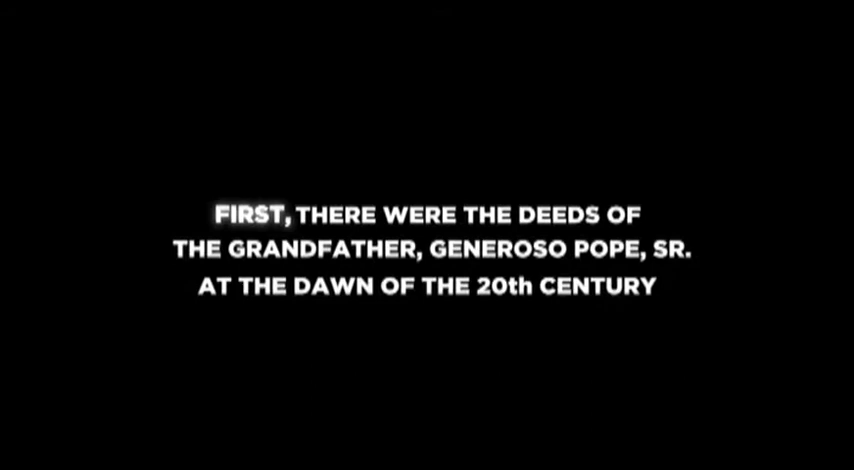 FIRST, THERE WERE THE DEEDS OF
THE GRANDFATHER, GENEROSO POPE, SR.
AT THE DAWN OF THE 20th CENTURY